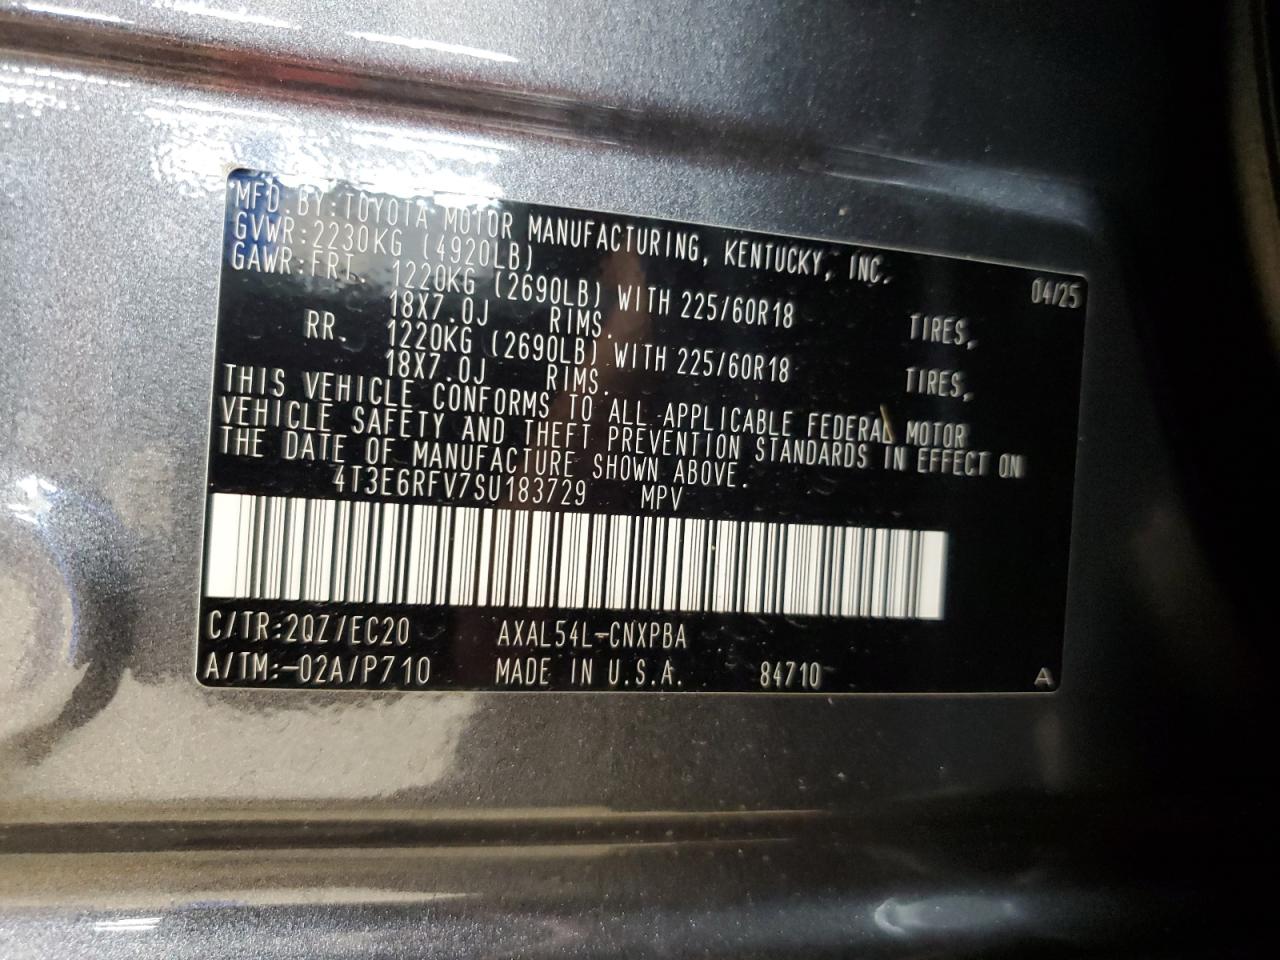 MFD. BY:TOYOTA MOTOR MANUFACTURING, KENTUCKY, INC.
GVWR:2230KG (4920LB) 04/25
GAWR:FRT. 1220KG (2690LB) WITH 225/60R18 TIRES,
18X7.0J RIMS.
RR. 1220KG (2690LB) WITH 225/60R18 TIRES,
18X7.0J RIMS.
THIS VEHICLE CONFORMS TO ALL APPLICABLE FEDERAL MOTOR
VEHICLE SAFETY AND THEFT PREVENTION STANDARDS IN EFFECT ON
THE DATE OF MANUFACTURE SHOWN ABOVE.
4T3E6RFV7SU183729 MPV
C/TR:2QZ/EC20 AXAL54L-CNXPBA
A/TM:-02A/P710 MADE IN U.S.A. 84710 A